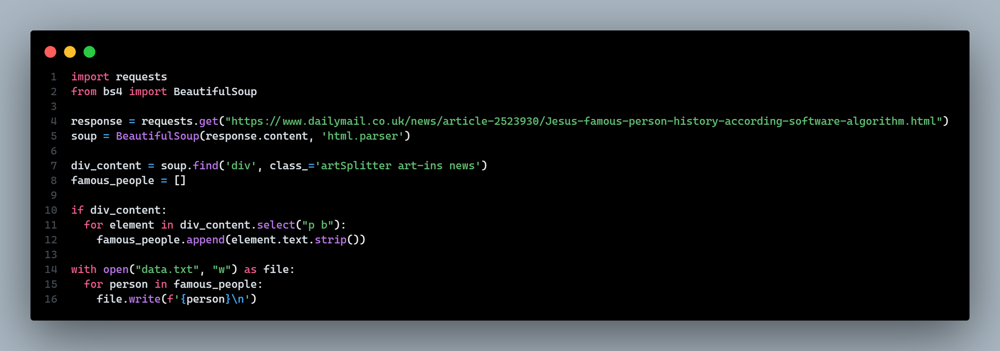 1 import requests
2 from bs4 import BeautifulSoup
3
4 response = requests.get("https://www.dailymail.co.uk/news/article-2523930/Jesus-famous-person-history-according-software-algorithm.html")
5 soup = BeautifulSoup(response.content, 'html.parser')
6
7 div_content = soup.find('div', class_='artSplitter art-ins news')
8 famous_people = []
9
10 if div_content:
11   for element in div_content.select("p b"):
12     famous_people.append(element.text.strip())
13
14 with open("data.txt", "w") as file:
15   for person in famous_people:
16     file.write(f'{person}\n')